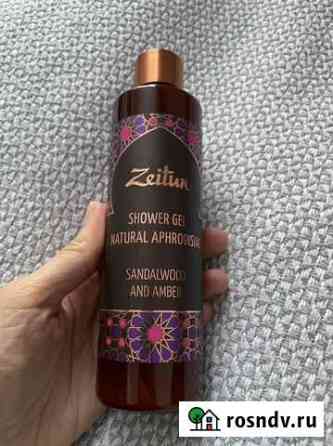 Zeitun
SHOWER GEL
NATURAL APHRODISIAC
SANDALWOOD
AND AMBER
rosndv.ru